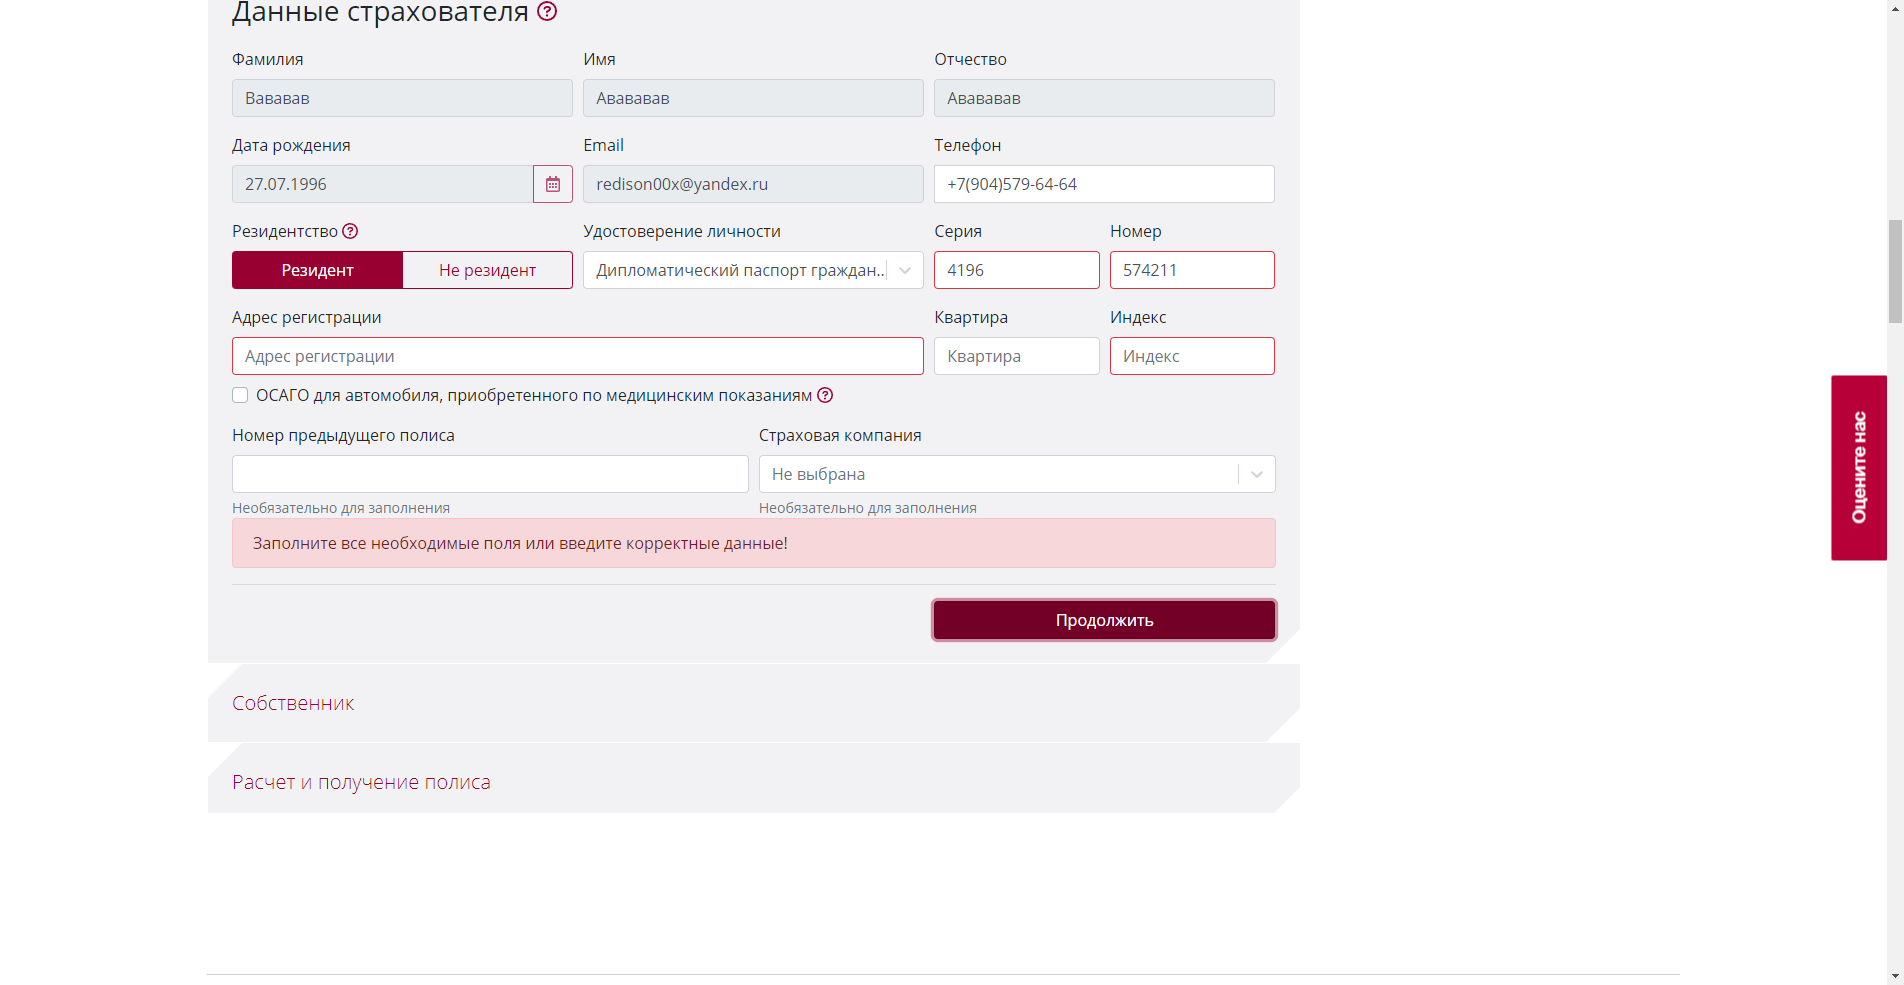 Данные страхователя
Фамилия Имя Отчество
Вававав Авававав Авававав
Дата рождения Email Телефон
27.07.1996 redison00x@yandex.ru +7(904)579-64-64
Резидентство Удостоверение личности Серия Номер
Резидент Не резидент Дипломатический паспорт граждан... 4196 574211
Адрес регистрации Квартира Индекс
Адрес регистрации Квартира Индекс
ОСАГО для автомобиля, приобретенного по медицинским показаниям
Номер предыдущего полиса Страховая компания
Не выбрана
Необязательно для заполнения Необязательно для заполнения
Заполните все необходимые поля или введите корректные данные!
Продолжить
Собственник
Расчет и получение полиса
Оцените нас